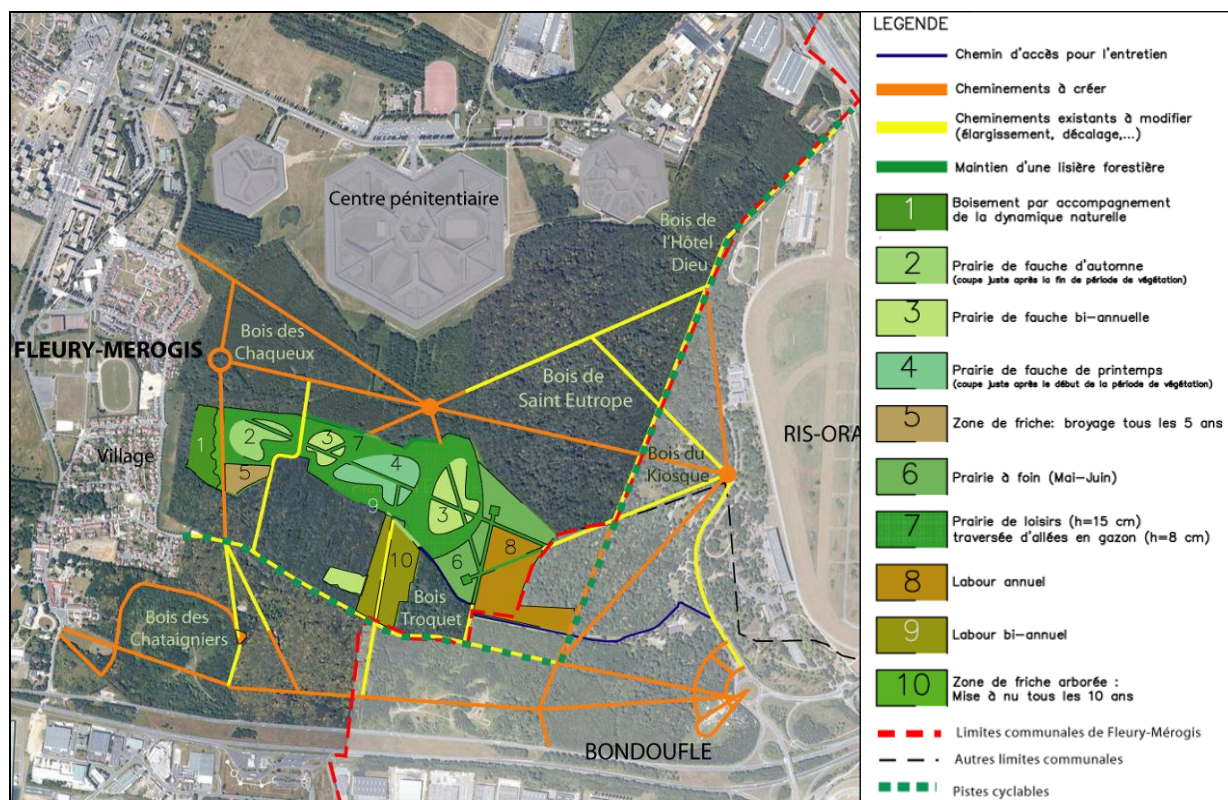 Centre pénitentiaire
Bois de
l'Hôtel
Dieu
Bois des
Chaqueux
FLEURY-MEROGIS
Bois de
Saint Eutrope
RIS-ORA
Village
Bois du
Kiosque
1
2
3
7
4
5
3
9
8
10
6
Bois
Troquet
Bois des
Chataigniers
BONDOUFLE
LEGENDE
Chemin d'accès pour l'entretien
Cheminements à créer
Cheminements existants à modifier
(élargissement, décalage,...)
Maintien d'une lisière forestière
1 Boisement par accompagnement
de la dynamique naturelle
2 Prairie de fauche d'automne
(coupe juste après la fin de période de végétation)
3 Prairie de fauche bi-annuelle
4 Prairie de fauche de printemps
(coupe juste après le début de la période de végétation)
5 Zone de friche: broyage tous les 5 ans
6 Prairie à foin (Mai-Juin)
7 Prairie de loisirs (h=15 cm)
traversée d'allées en gazon (h=8 cm)
8 Labour annuel
9 Labour bi-annuel
10 Zone de friche arborée :
Mise à nu tous les 10 ans
Limites communales de Fleury-Mérogis
Autres limites communales
Pistes cyclables